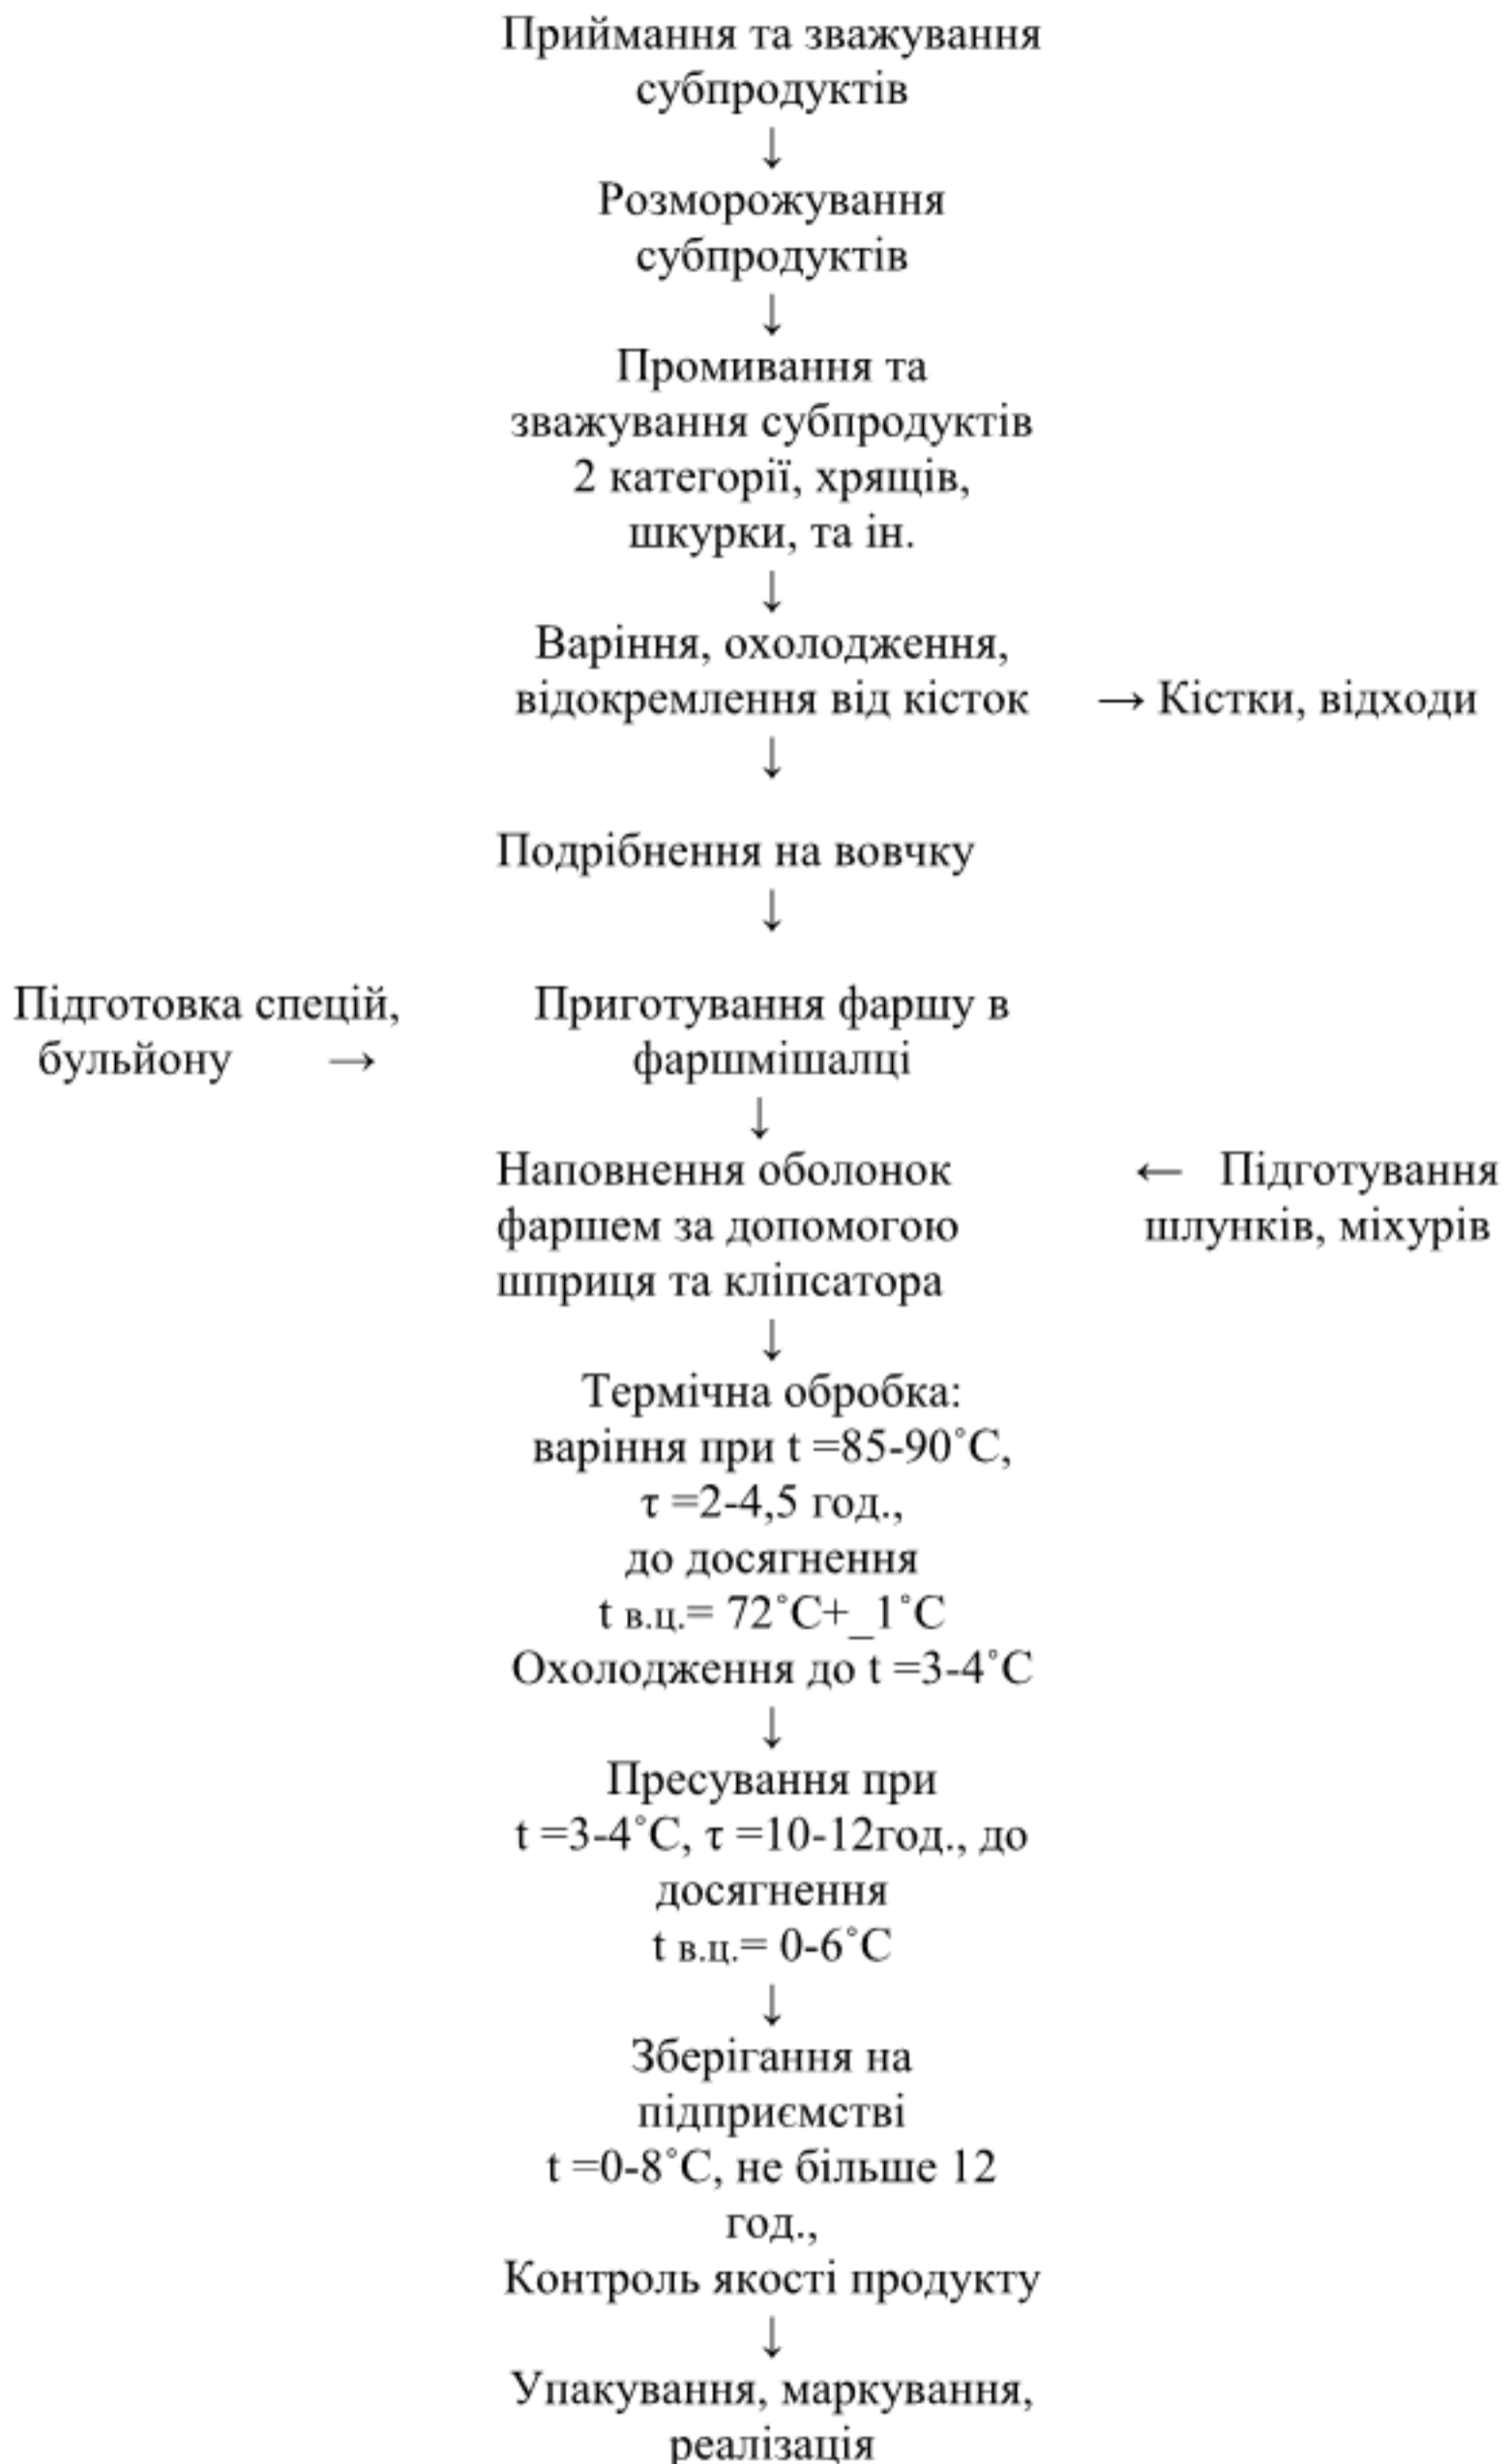 Приймання та зважування
субпродуктів
↓
Розморожування
субпродуктів
↓
Промивання та
зважування субпродуктів
2 категорії, хрящів,
шкурки, та ін.
↓
Варіння, охолодження,
відокремлення від кісток → Кістки, відходи
↓
Подрібнення на вовчку
↓
Підготовка спецій,
бульйону →
Приготування фаршу в
фаршмішалці
↓
Наповнення оболонок
фаршем за допомогою
шприця та кліпсатора
← Підготування
шлунків, міхурів
↓
Термічна обробка:
варіння при t =85-90˚С,
τ =2-4,5 год.,
до досягнення
t в.ц.= 72˚С+_1˚С
Охолодження до t =3-4˚С
↓
Пресування при
t =3-4˚С, τ =10-12год., до
досягнення
t в.ц.= 0-6˚С
↓
Зберігання на
підприємстві
t =0-8˚С, не більше 12
год.,
Контроль якості продукту
↓
Упакування, маркування,
реалізація